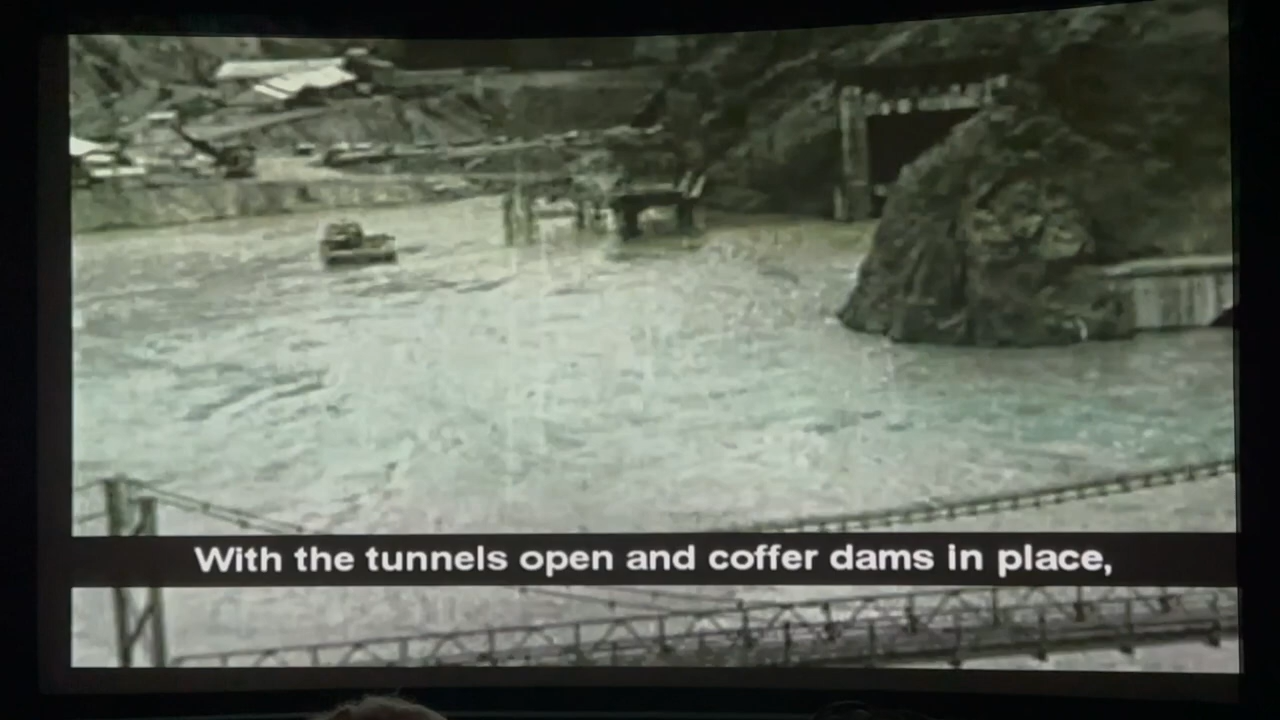 With the tunnels open and coffer dams in place,